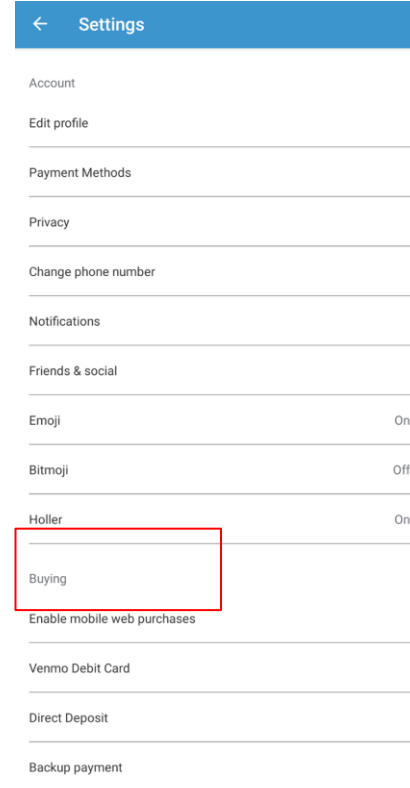 Settings
Account
Edit profile
Payment Methods
Privacy
Change phone number
Notifications
Friends & social
Emoji On
Bitmoji Off
Holler On
Buying
Enable mobile web purchases
Venmo Debit Card
Direct Deposit
Backup payment